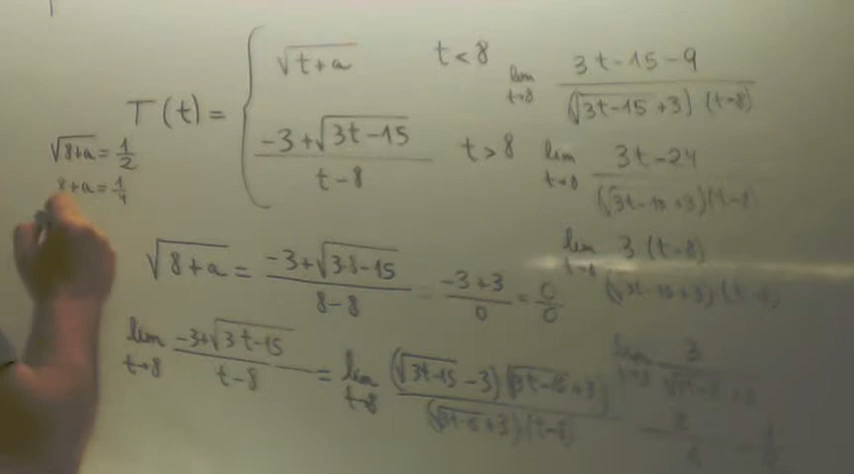 T(t) = { √(t+a)   t < 8
(-3+√(3t-15))/(t-8)   t > 8
√(8+a) = 1/2
8+a = 1/4
√(8+a) = (-3+√(3·8-15))/(8-8) = (-3+3)/0 = 0/0
lim t→8 (-3+√(3t-15))/(t-8) = lim t→8 ((√(3t-15) -3)(√(3t-15)+3))/((√(3t-15)+3)(t-8))
lim t→8 (3t-15-9)/((√(3t-15)+3)(t-8))
lim t→8 (3t-24)/((√(3t-15)+3)(t-8))
lim t→8 (3(t-8))/((√(3t-15)+3)(t-8))
lim t→8 3/(√(3t-15)+3)